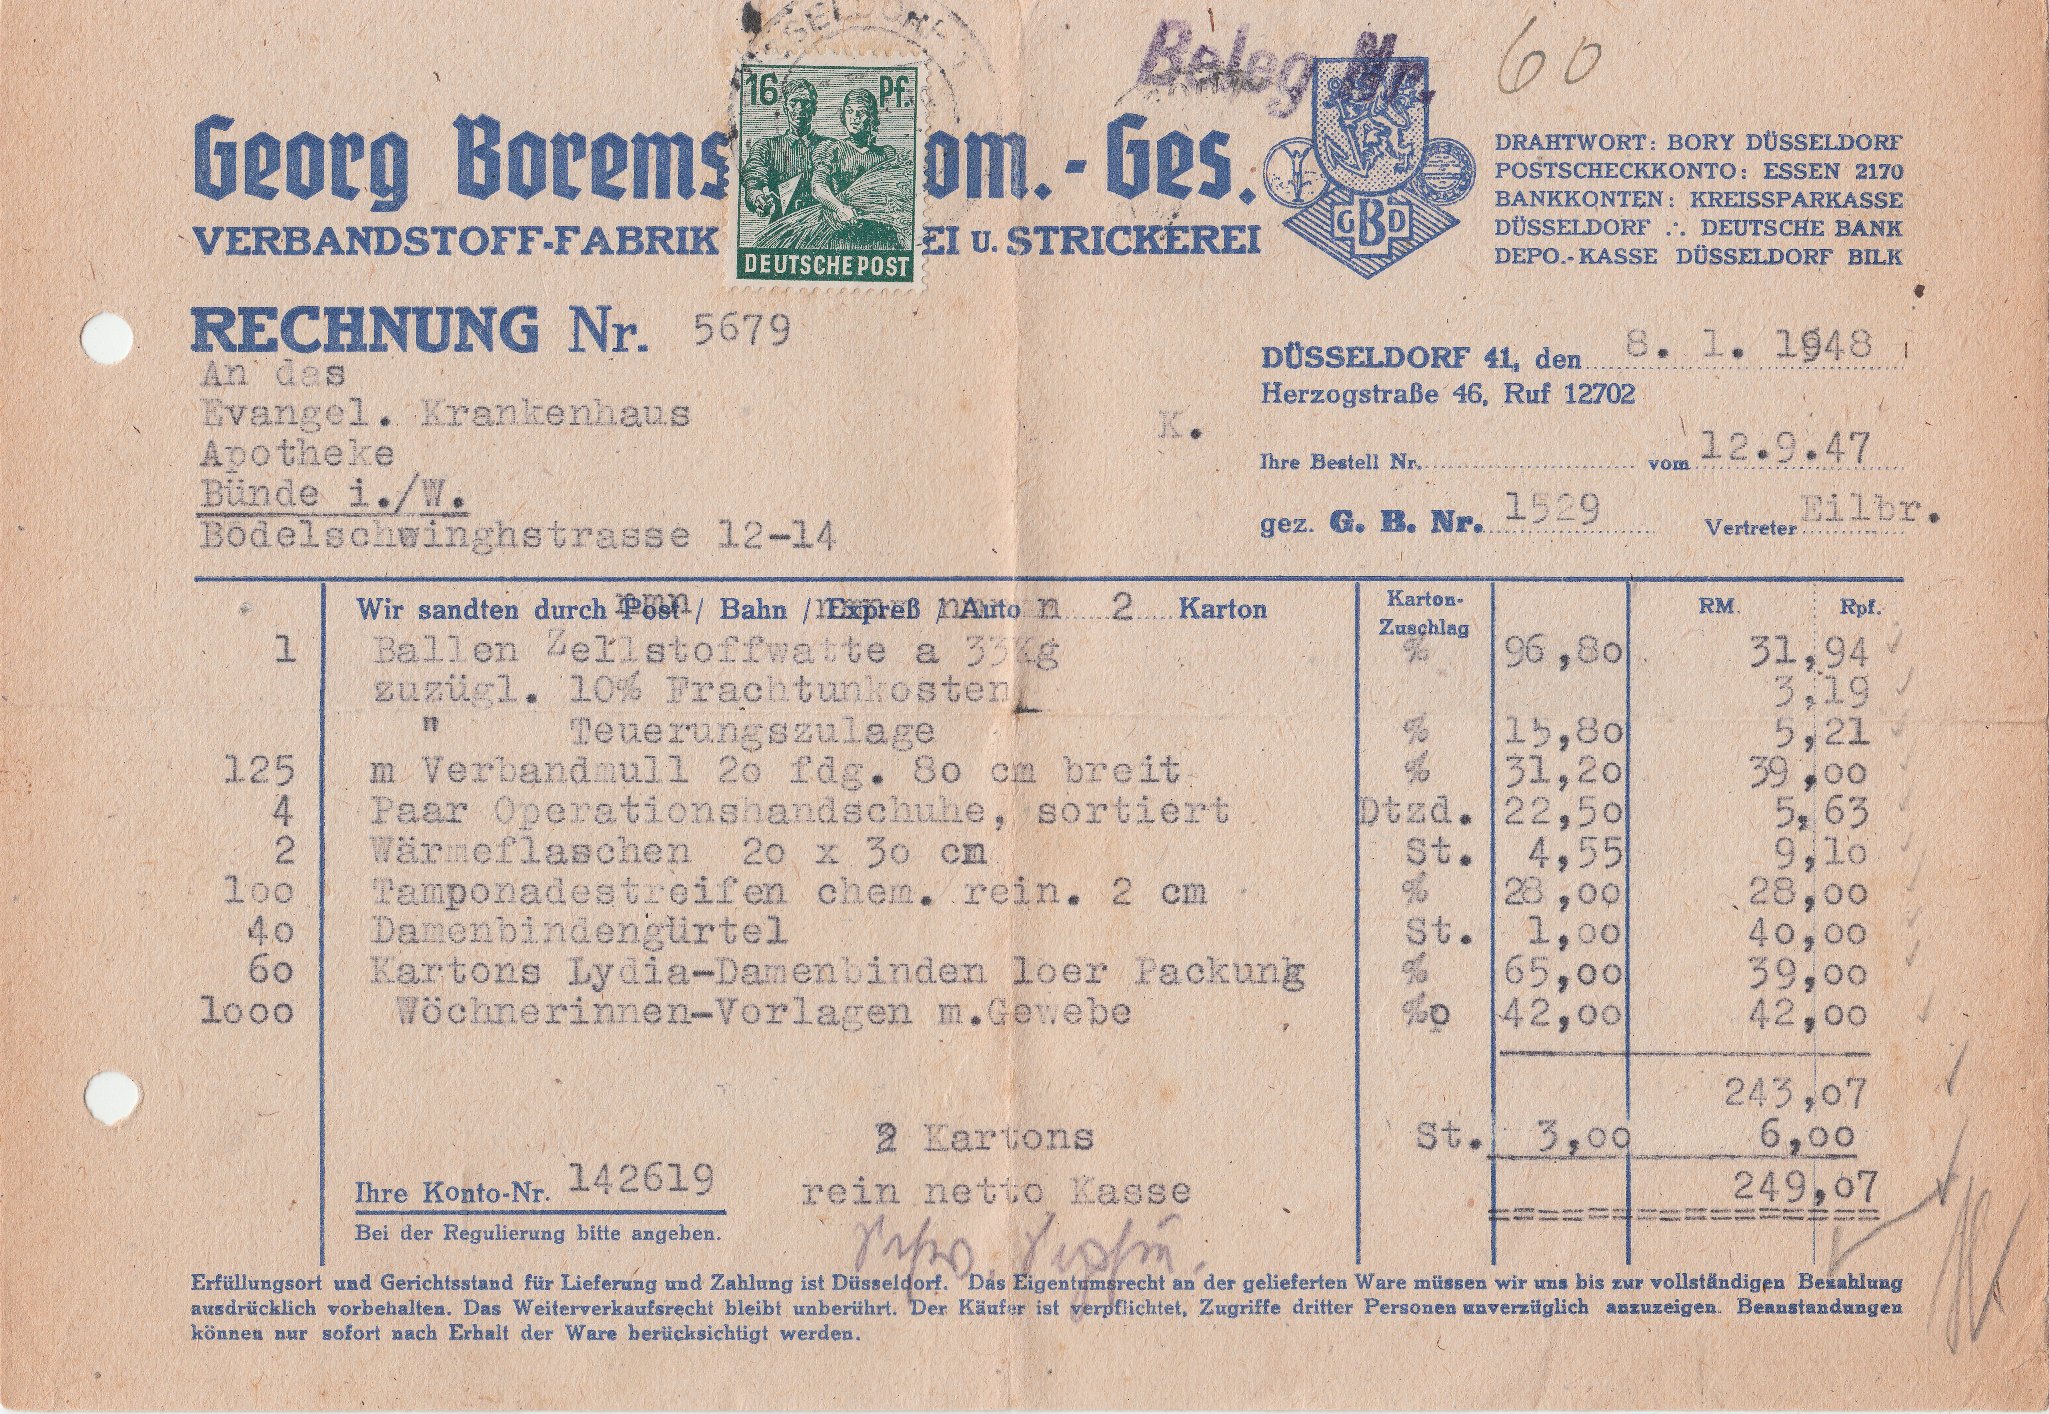 DÜSSELDORF 1
16 Pf.
DEUTSCHE POST
Beleg Nr. 60
Georg Borems om.-Ges.
VERBANDSTOFF-FABRIK EI U. STRICKEREI
GBD
DRAHTWORT: BORY DÜSSELDORF
POSTSCHECKKONTO: ESSEN 2170
BANKKONTEN: KREISSPARKASSE
DÜSSELDORF ∴ DEUTSCHE BANK
DEPO.-KASSE DÜSSELDORF BILK
RECHNUNG Nr. 5679
DÜSSELDORF 41, den 8. 1. 1948
Herzogstraße 46, Ruf 12702
An das
Evangel. Krankenhaus
K.
Apotheke
Bünde i./W.
Bodelschwinghstrasse 12-14
Ihre Bestell Nr. vom 12.9.47
gez. G. B. Nr. 1529 Vertreter Eilbr.
Wir sandten durch Post / Bahn / Expreß / Auto 2 Karton Karton-Zuschlag RM. Rpf.
1 Ballen Zellstoffwatte a 33Kg % 96,80 31,94
zuzügl. 10% Frachtunkosten 3,19
" Teuerungszulage % 15,80 5,21
125 m Verbandmull 20 fdg. 80 cm breit % 31,20 39,00
4 Paar Operationshandschuhe, sortiert Dtzd. 22,50 5,63
2 Wärmeflaschen 20 x 30 cm St. 4,55 9,10
100 Tamponadestreifen chem. rein. 2 cm % 28,00 28,00
40 Damenbindengürtel St. 1,00 40,00
60 Kartons Lydia-Damenbinden 10er Packung % 65,00 39,00
1000 Wöchnerinnen-Vorlagen m.Gewebe %o 42,00 42,00
243,07
2 Kartons St. 3,00 6,00
Ihre Konto-Nr. 142619 rein netto Kasse 249,07
Bei der Regulierung bitte angeben.
Erfüllungsort und Gerichtsstand für Lieferung und Zahlung ist Düsseldorf. Das Eigentumsrecht an der gelieferten Ware müssen wir uns bis zur vollständigen Bezahlung
ausdrücklich vorbehalten. Das Weiterverkaufsrecht bleibt unberührt. Der Käufer ist verpflichtet, Zugriffe dritter Personen unverzüglich anzuzeigen. Beanstandungen
können nur sofort nach Erhalt der Ware berücksichtigt werden.